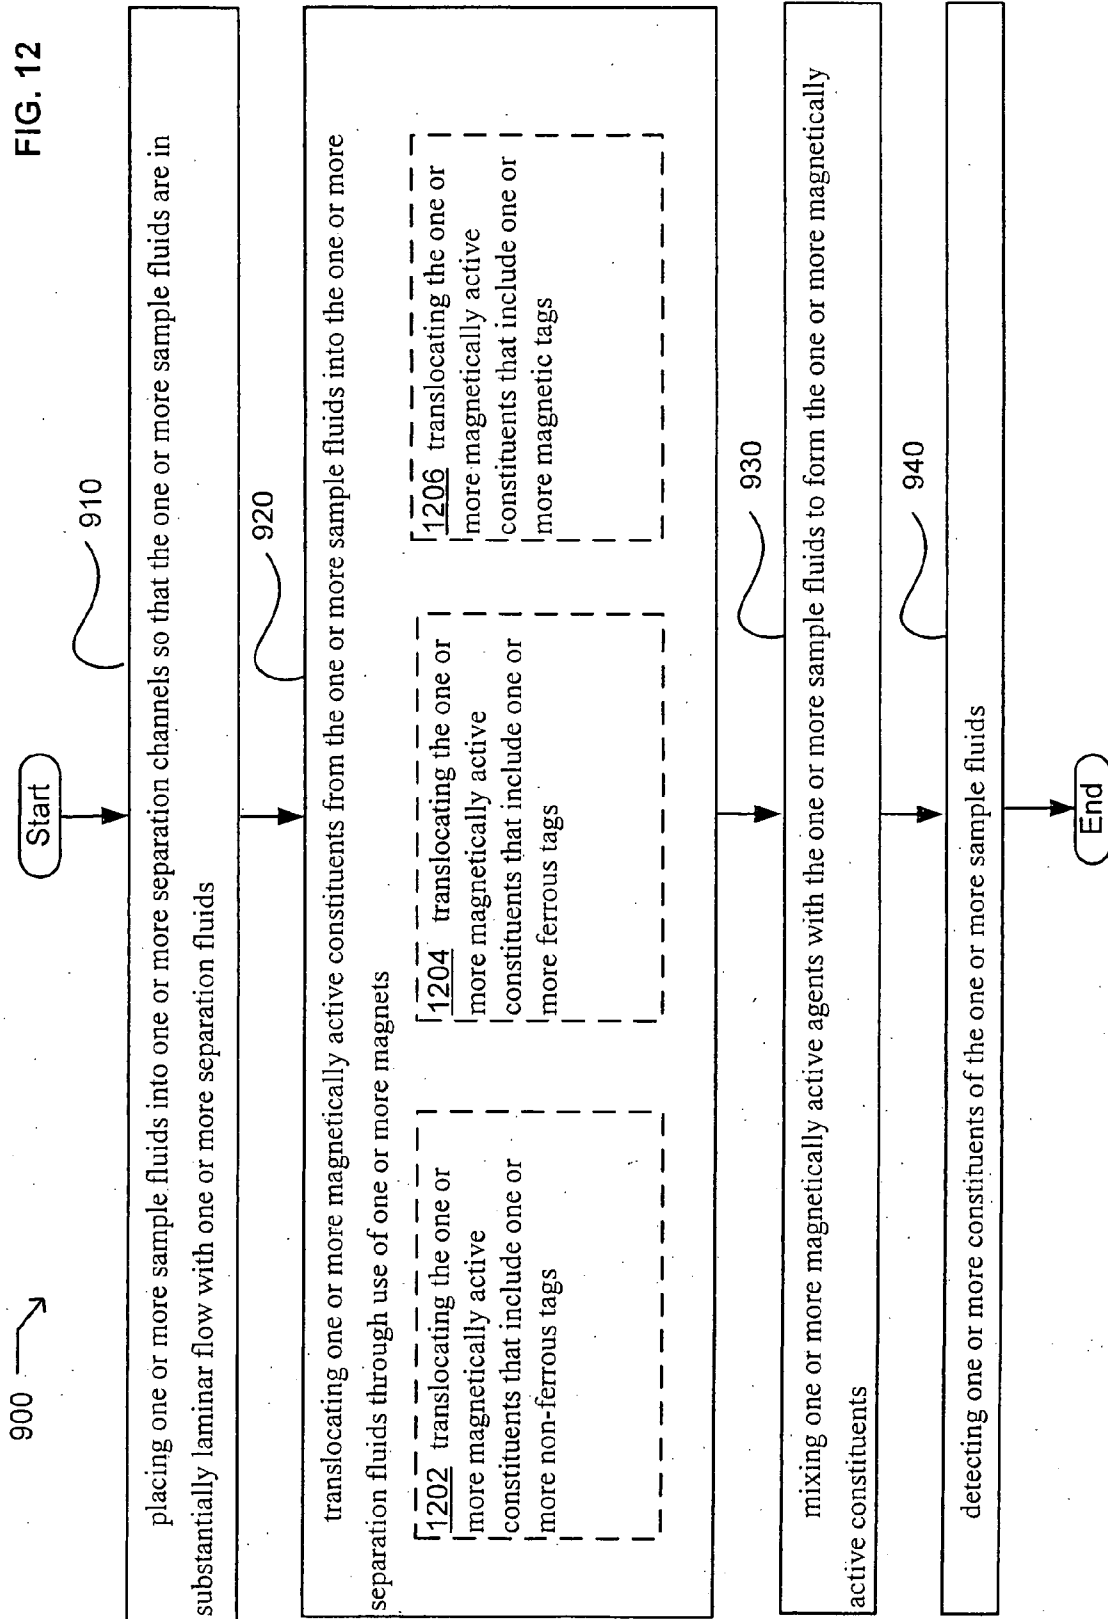 FIG. 12
900
Start
910
placing one or more sample fluids into one or more separation channels so that the one or more sample fluids are in
substantially laminar flow with one or more separation fluids
920
translocating one or more magnetically active constituents from the one or more sample fluids into the one or more
separation fluids through use of one or more magnets
1202 translocating the one or
more magnetically active
constituents that include one or
more non-ferrous tags
1204 translocating the one or
more magnetically active
constituents that include one or
more ferrous tags
1206 translocating the one or
more magnetically active
constituents that include one or
more magnetic tags
930
mixing one or more magnetically active agents with the one or more sample fluids to form the one or more magnetically
active constituents
940
detecting one or more constituents of the one or more sample fluids
End